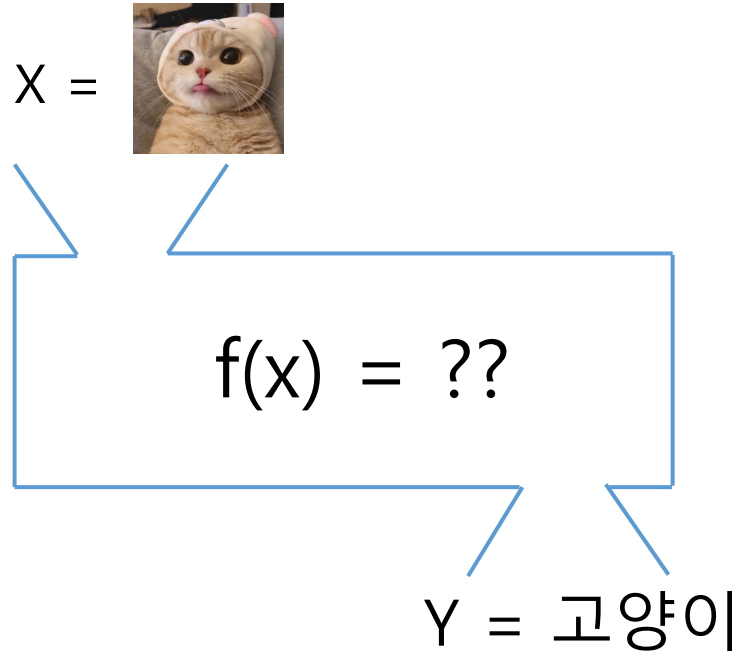 X =
f(x) = ??
Y = 고양이